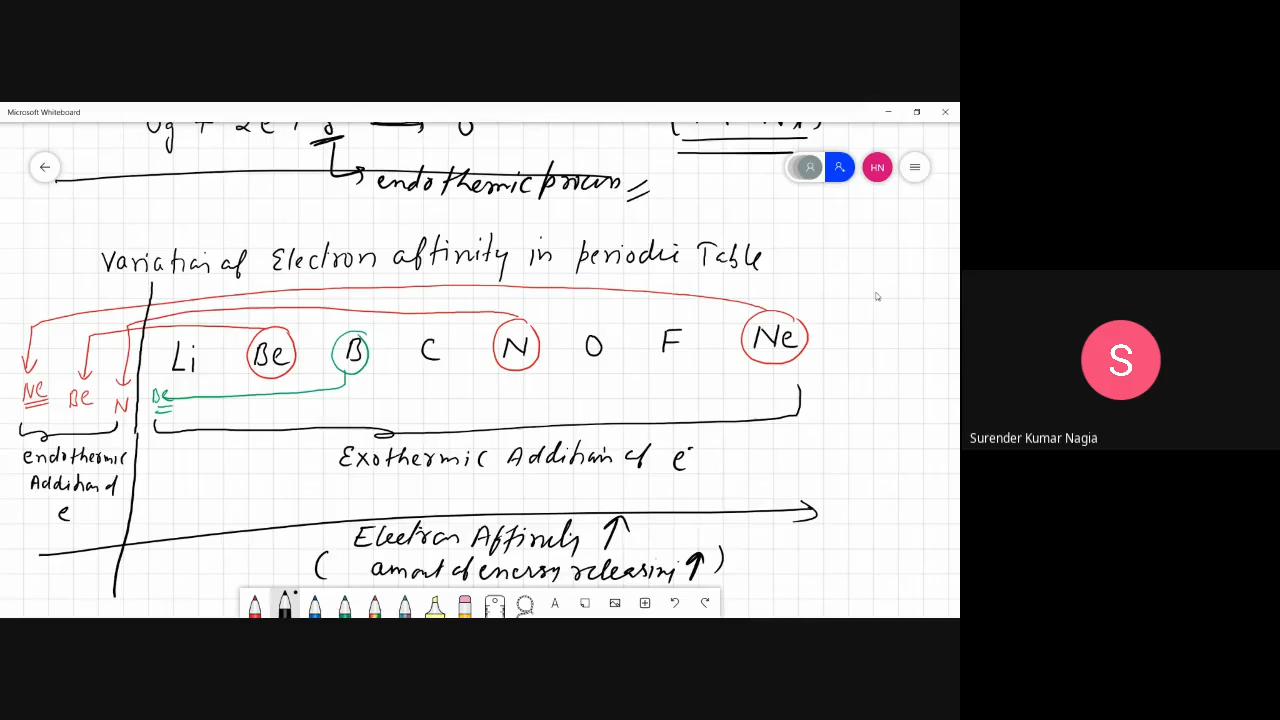 Microsoft Whiteboard
HN
endothermic process
Variation of Electron affinity in periodic Table
Li Be B C N O F Ne
Ne Be N Be
endothermic
Addition of
e
Exothermic Addition of e⁻
Electron Affinity ↑
( amount of energy releasing ↑ )
A
S
Surender Kumar Nagia